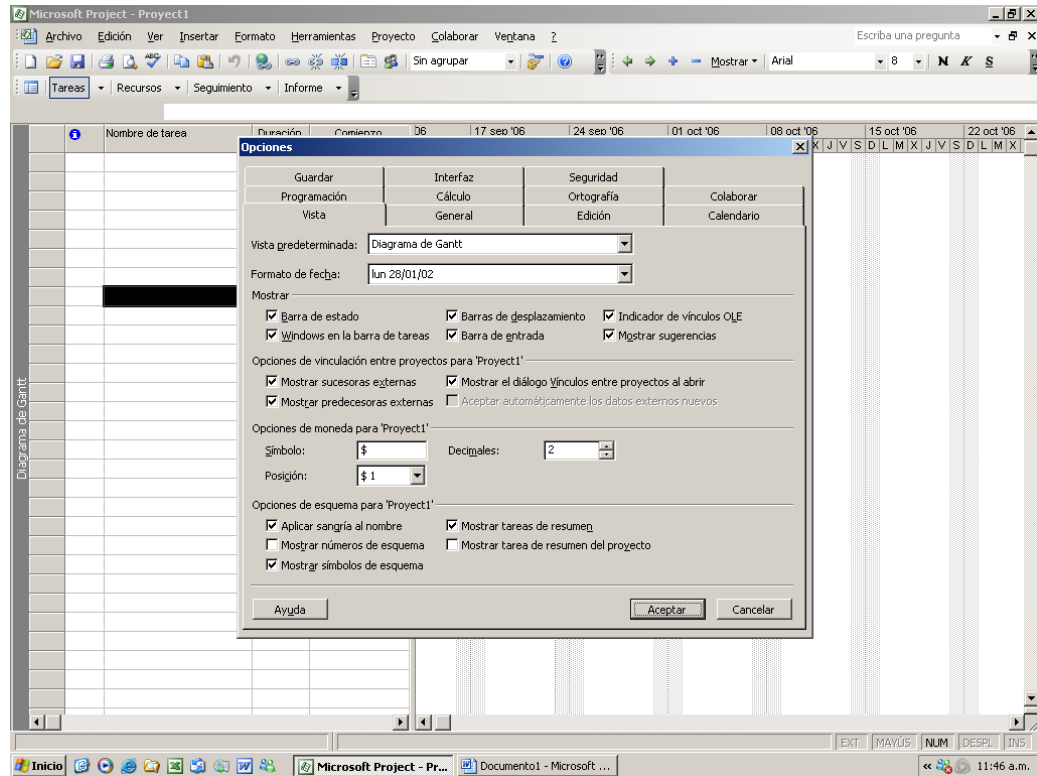 Microsoft Project - Proyect1
Archivo Edición Ver Insertar Formato Herramientas Proyecto Colaborar Ventana ? Escriba una pregunta
Sin agrupar Mostrar Arial 8 N K S
Tareas Recursos Seguimiento Informe
Nombre de tarea Duración Comienzo 06 17 sep '06 24 sep '06 01 oct '06 08 oct '06 15 oct '06 22 oct '06
X J V S D L M X J V S D L M X
Opciones
Guardar Interfaz Seguridad
Programación Cálculo Ortografía Colaborar
Vista General Edición Calendario
Vista predeterminada: Diagrama de Gantt
Formato de fecha: lun 28/01/02
Mostrar
Barra de estado Barras de desplazamiento Indicador de vínculos OLE
Windows en la barra de tareas Barra de entrada Mostrar sugerencias
Opciones de vinculación entre proyectos para 'Proyect1'
Mostrar sucesoras externas Mostrar el diálogo Vínculos entre proyectos al abrir
Mostrar predecesoras externas Aceptar automáticamente los datos externos nuevos
Opciones de moneda para 'Proyect1'
Símbolo: $ Decimales: 2
Posición: $ 1
Opciones de esquema para 'Proyect1'
Aplicar sangría al nombre Mostrar tareas de resumen
Mostrar números de esquema Mostrar tarea de resumen del proyecto
Mostrar símbolos de esquema
Ayuda Aceptar Cancelar
Diagrama de Gantt
EXT MAYÚS NUM DESPL INS
Inicio Microsoft Project - Pr... Documento1 - Microsoft ... 11:46 a.m.